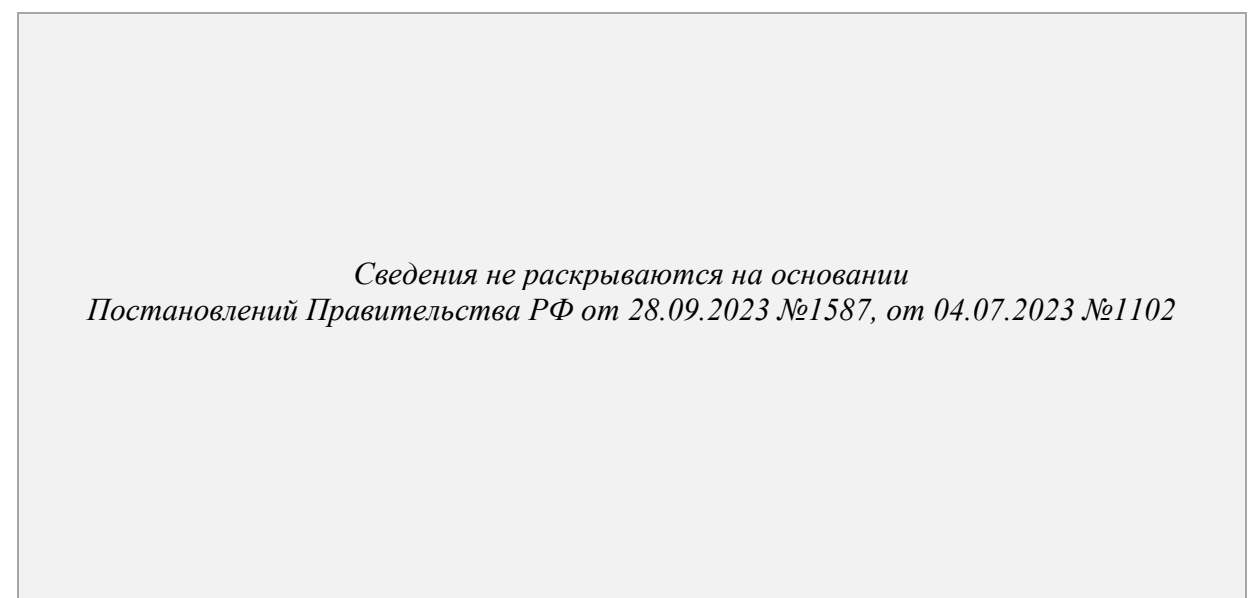 Сведения не раскрываются на основании
Постановлений Правительства РФ от 28.09.2023 №1587, от 04.07.2023 №1102